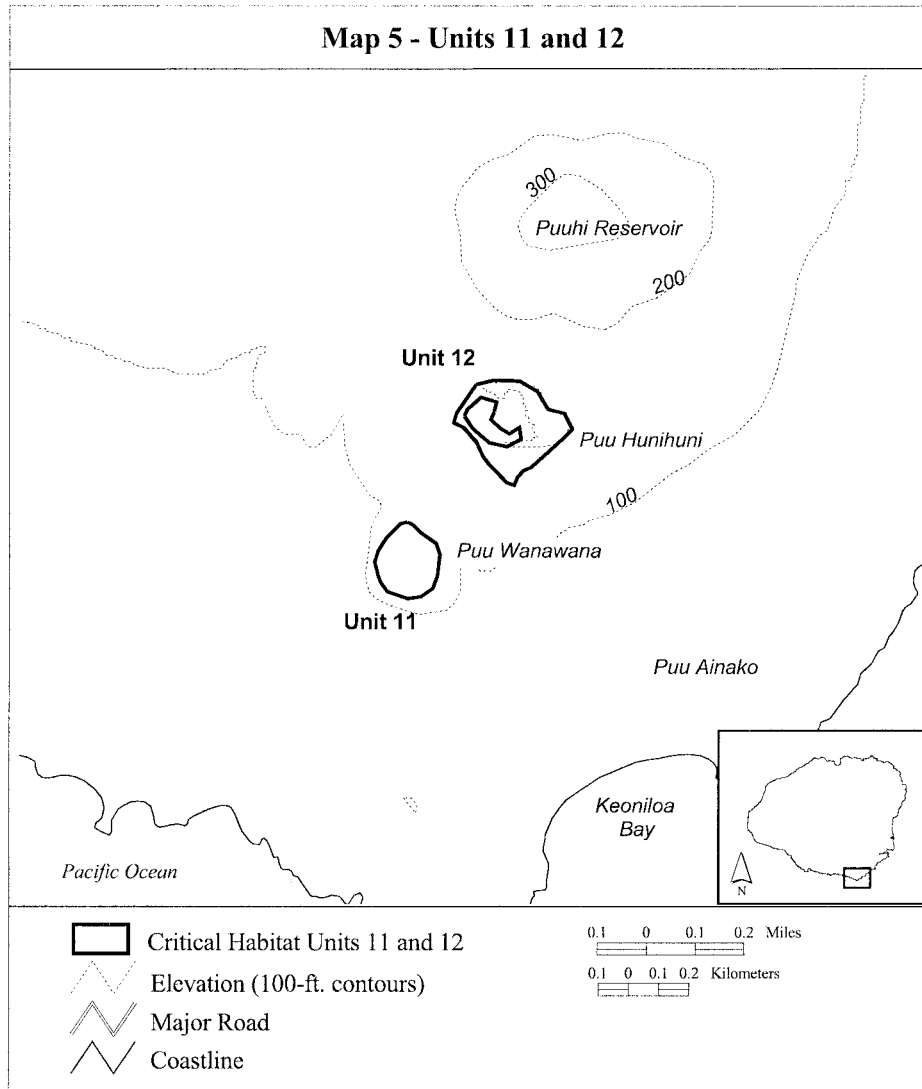 Map 5 - Units 11 and 12
300
Puuhi Reservoir
200
Unit 12
Puu Hunihuni
100
Puu Wanawana
Unit 11
Puu Ainako
Keoniloa
Bay
Pacific Ocean
N
Critical Habitat Units 11 and 12
Elevation (100-ft. contours)
Major Road
Coastline
0.1 0 0.1 0.2 Miles
0.1 0 0.1 0.2 Kilometers